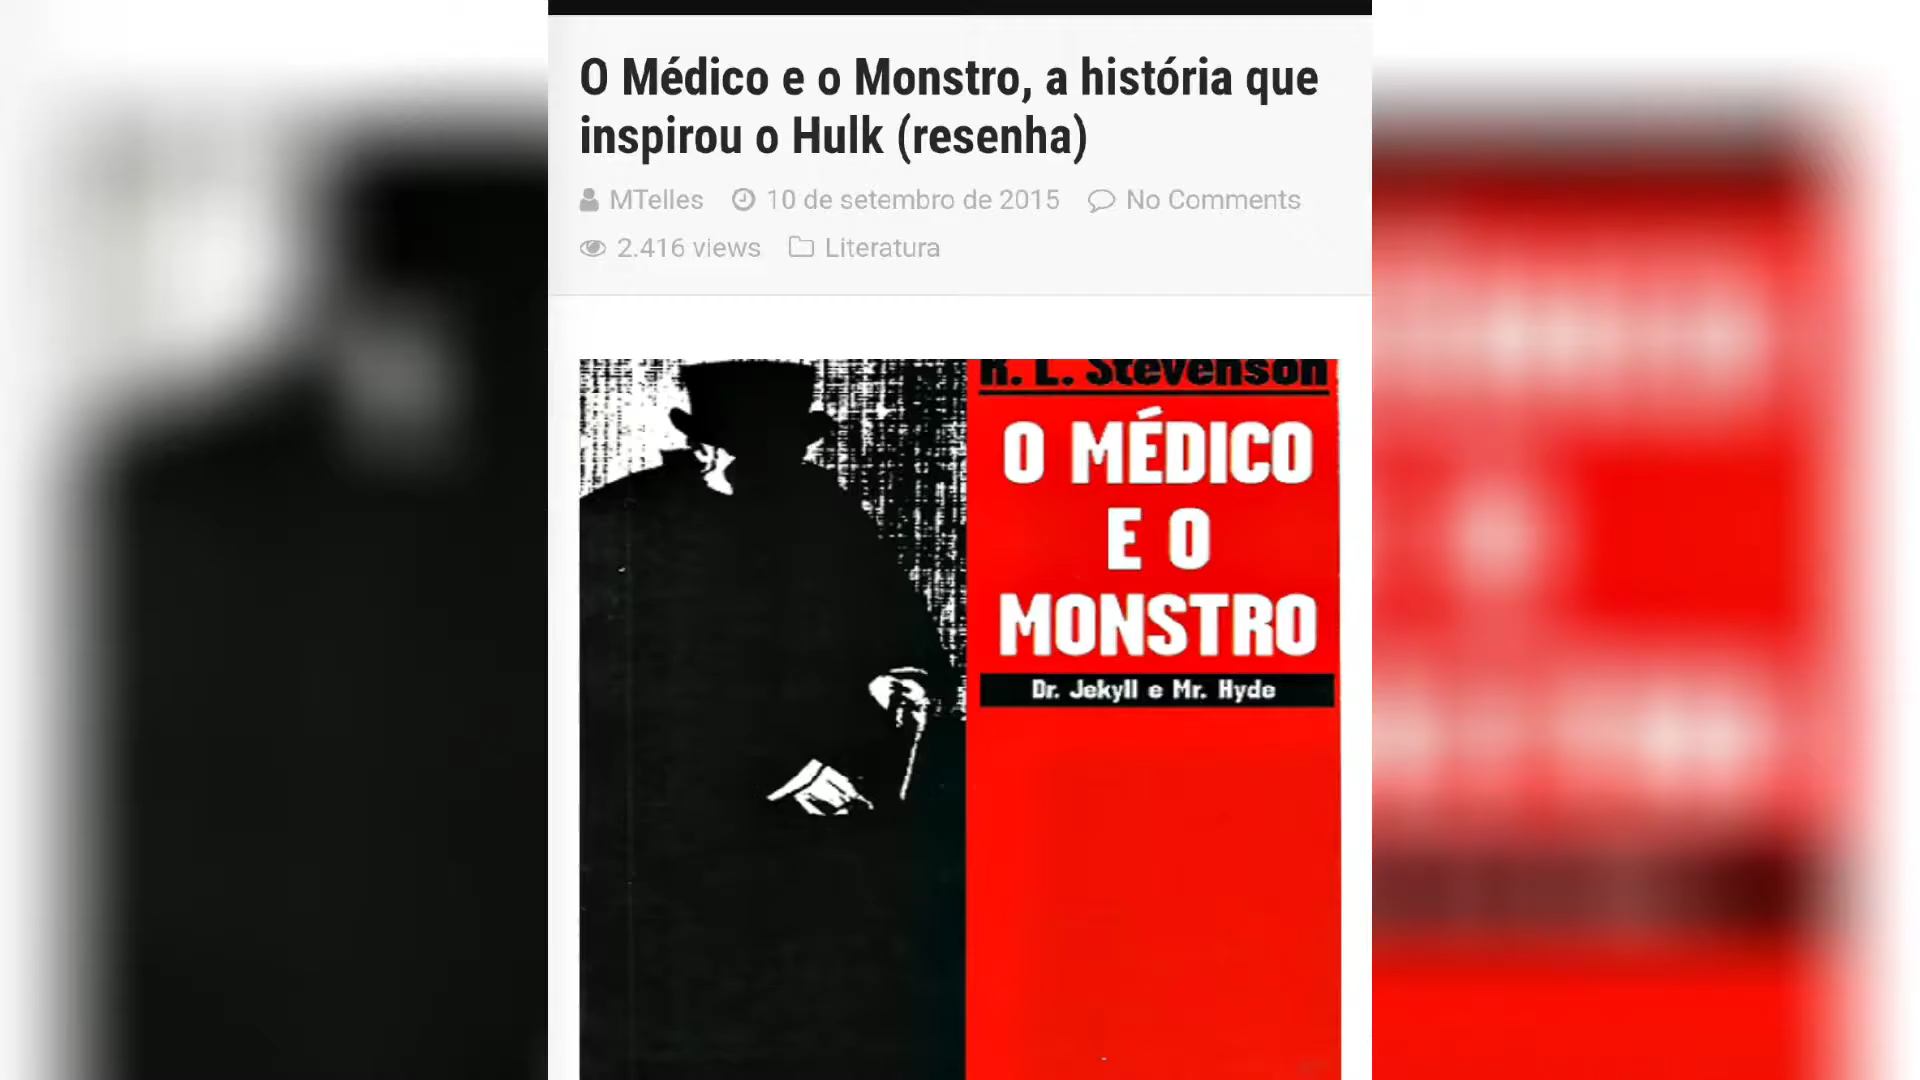 O Médico e o Monstro, a história que
inspirou o Hulk (resenha)
MTelles 10 de setembro de 2015 No Comments
2.416 views Literatura
R. L. Stevenson
O MÉDICO
E O
MONSTRO
Dr. Jekyll e Mr. Hyde